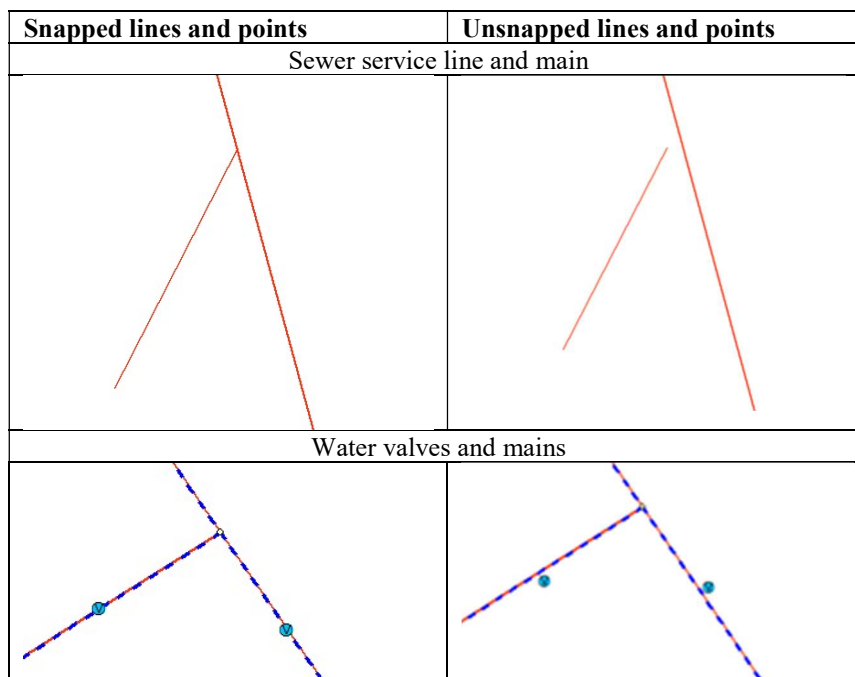 Snapped lines and points
Unsnapped lines and points
Sewer service line and main
Water valves and mains
V
V